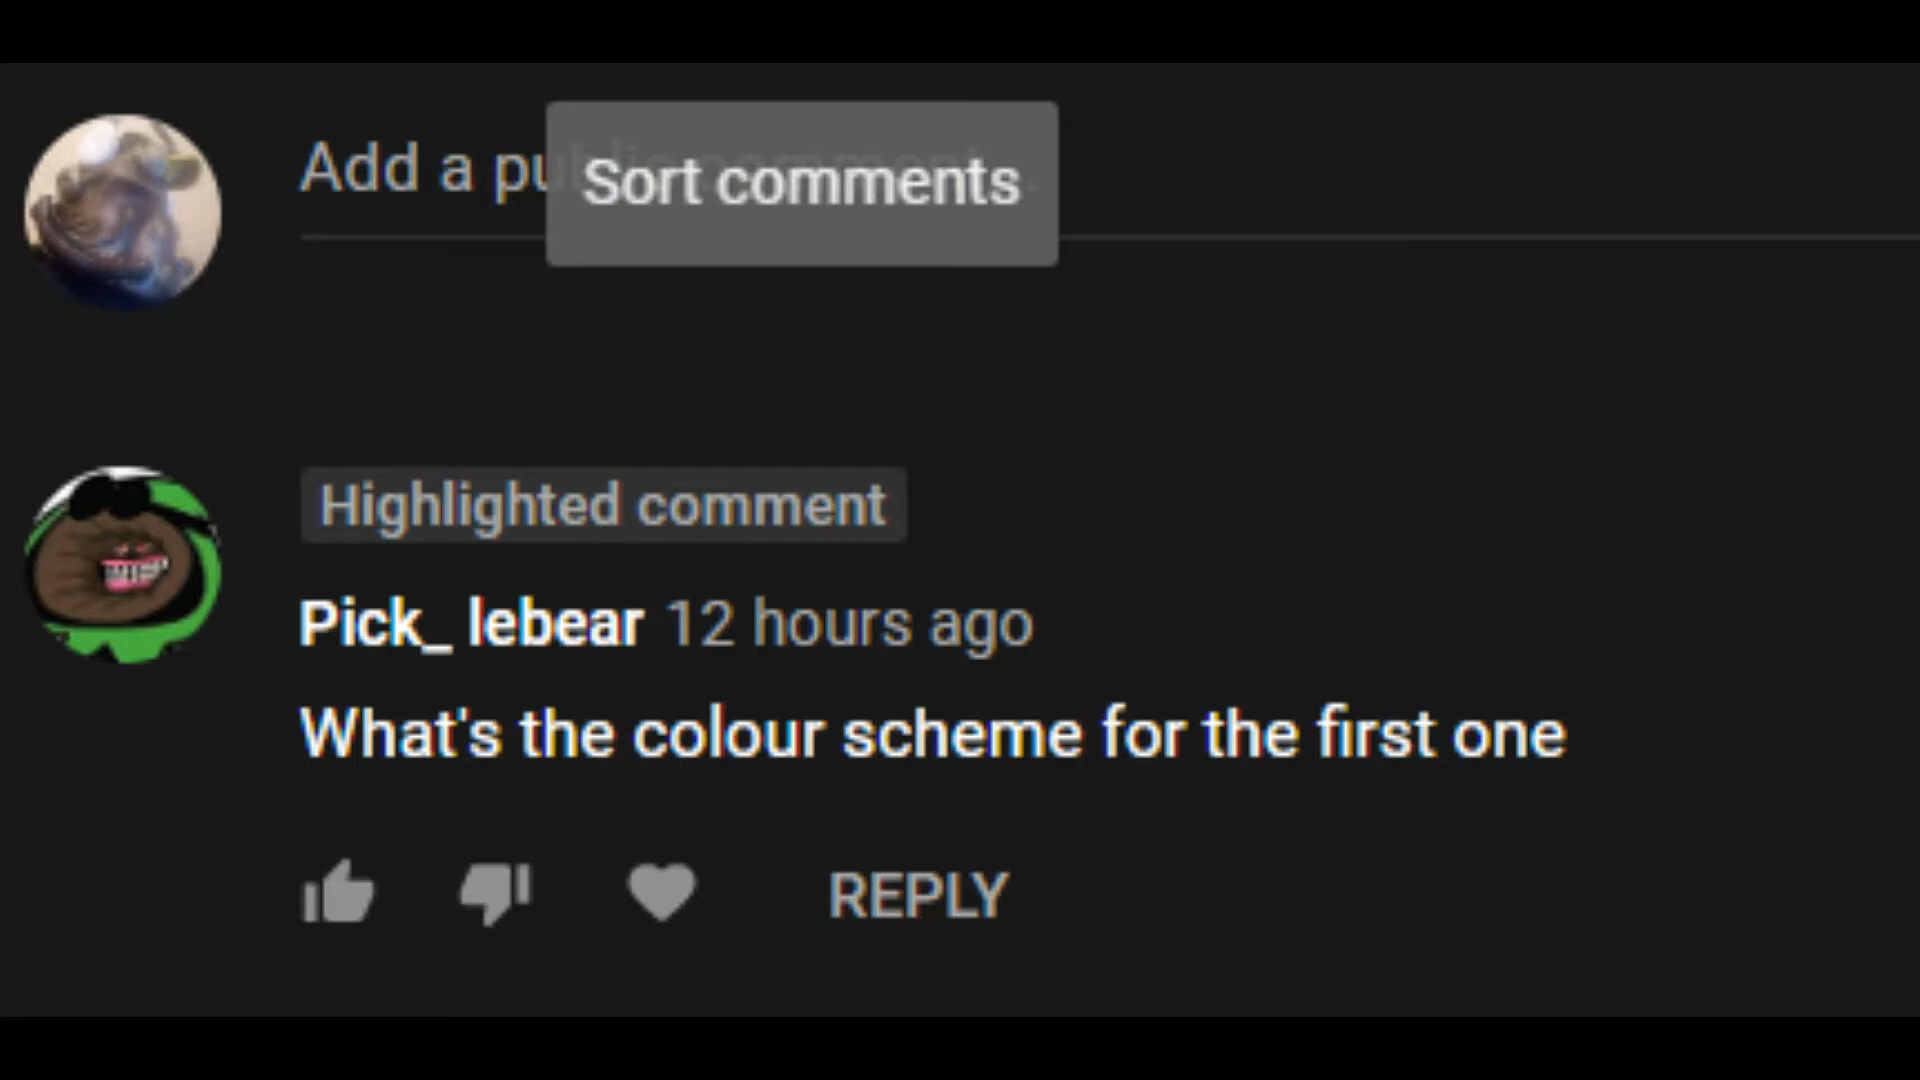 Add a pu
Sort comments
Highlighted comment
Pick_ lebear 12 hours ago
What's the colour scheme for the first one
REPLY